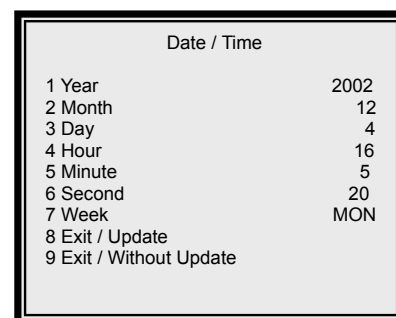 Date / Time
1 Year 2002
2 Month 12
3 Day 4
4 Hour 16
5 Minute 5
6 Second 20
7 Week MON
8 Exit / Update
9 Exit / Without Update